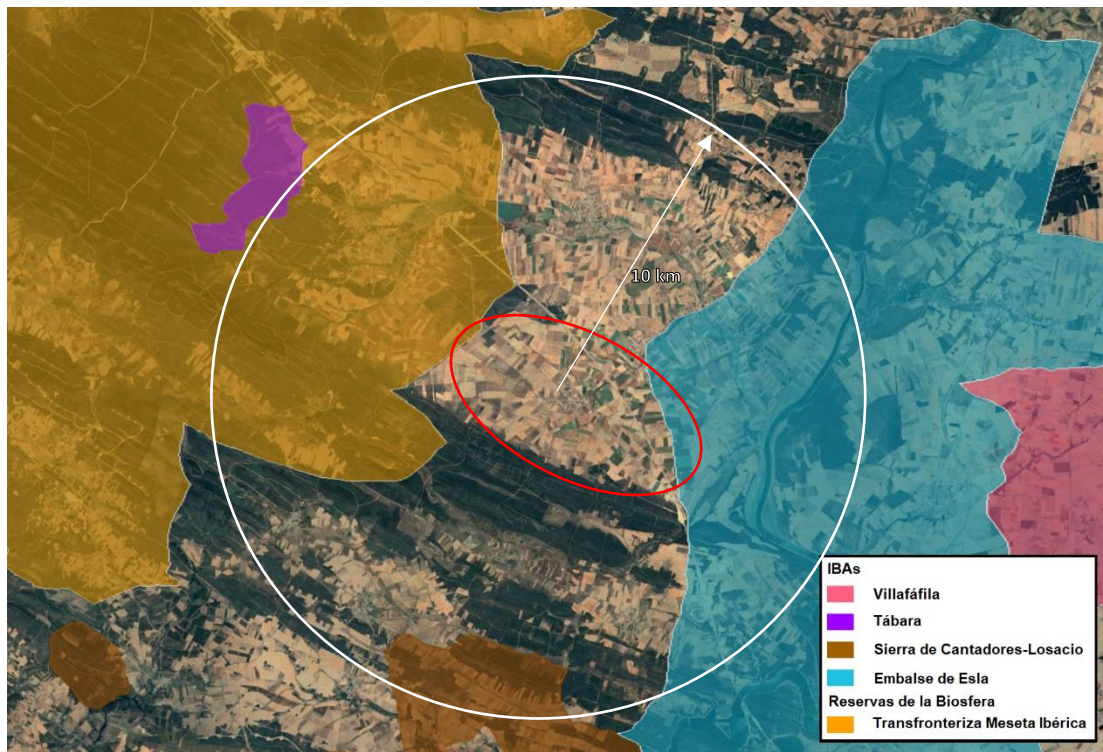 10 km
IBAs
Villafáfila
Tábara
Sierra de Cantadores-Losacio
Embalse de Esla
Reservas de la Biosfera
Transfronteriza Meseta Ibérica